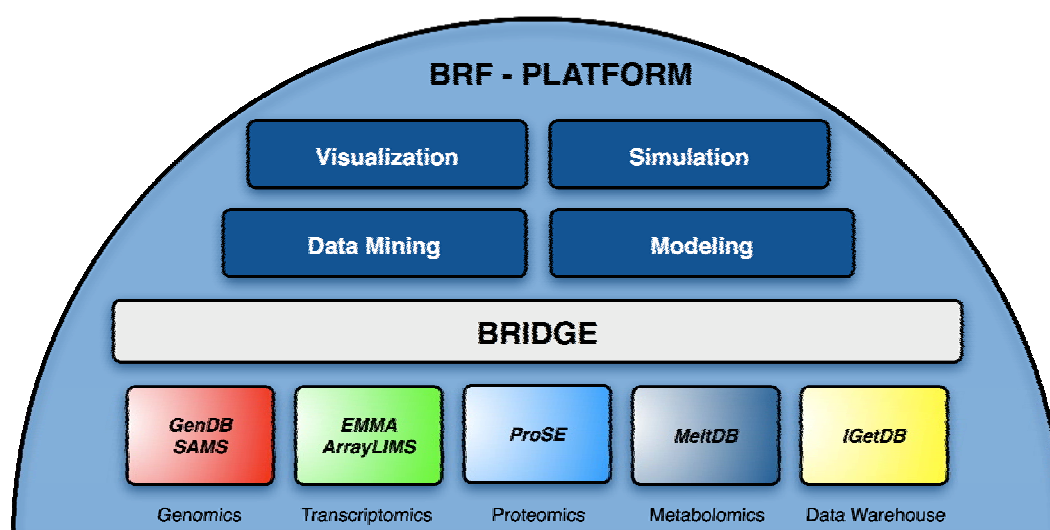 BRF - PLATFORM
Visualization
Simulation
Data Mining
Modeling
BRIDGE
GenDB
SAMS
EMMA
ArrayLIMS
ProSE
MeltDB
IGetDB
Genomics
Transcriptomics
Proteomics
Metabolomics
Data Warehouse